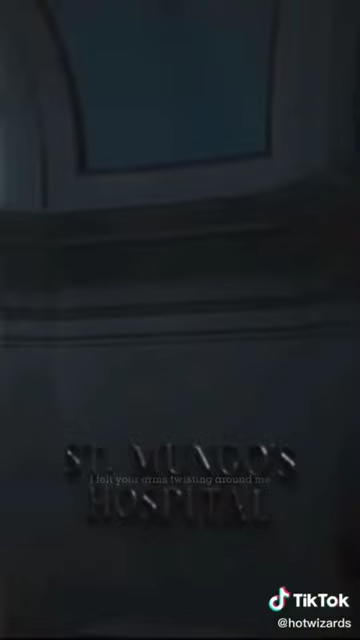 ST. MUNGO'S
I felt your arms twisting around me
HOSPITAL
TikTok
@hotwizards